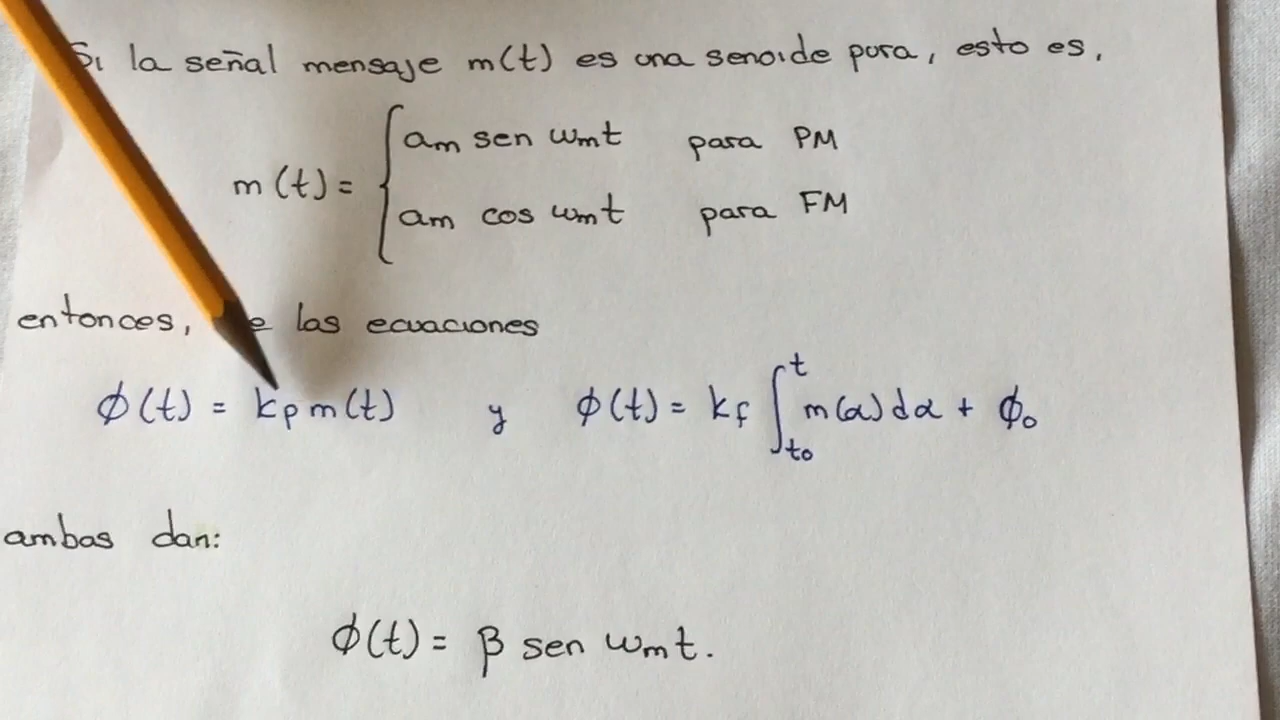 Si la señal mensaje m(t) es una senoide pura, esto es,
m(t) = { am sen ωmt para PM
am cos ωmt para FM
entonces, las ecuaciones
ϕ(t) = kp m(t) y ϕ(t) = kf ∫ₜ₀ᵗ m(α)dα + ϕ₀
ambas dan:
ϕ(t) = β sen ωmt.